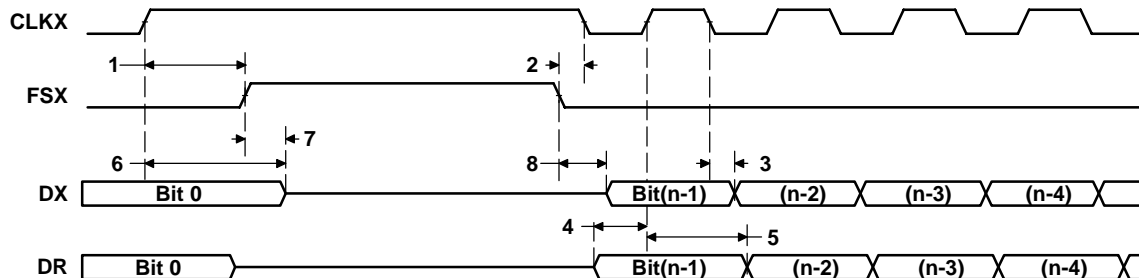 CLKX
1
2
FSX
7
6
8
3
DX
Bit 0
Bit(n-1)
(n-2)
(n-3)
(n-4)
4
5
DR
Bit 0
Bit(n-1)
(n-2)
(n-3)
(n-4)